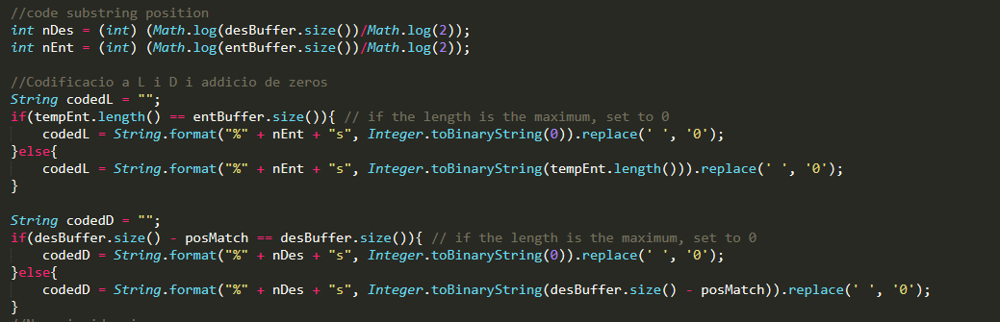 //code substring position
int nDes = (int) (Math.log(desBuffer.size())/Math.log(2));
int nEnt = (int) (Math.log(entBuffer.size())/Math.log(2));

//Codificacio a L i D i addicio de zeros
String codedL = "";
if(tempEnt.length() == entBuffer.size()){ // if the length is the maximum, set to 0
    codedL = String.format("%" + nEnt + "s", Integer.toBinaryString(0)).replace(' ', '0');
}else{
    codedL = String.format("%" + nEnt + "s", Integer.toBinaryString(tempEnt.length())).replace(' ', '0');
}

String codedD = "";
if(desBuffer.size() - posMatch == desBuffer.size()){ // if the length is the maximum, set to 0
    codedD = String.format("%" + nDes + "s", Integer.toBinaryString(0)).replace(' ', '0');
}else{
    codedD = String.format("%" + nDes + "s", Integer.toBinaryString(desBuffer.size() - posMatch)).replace(' ', '0');
}